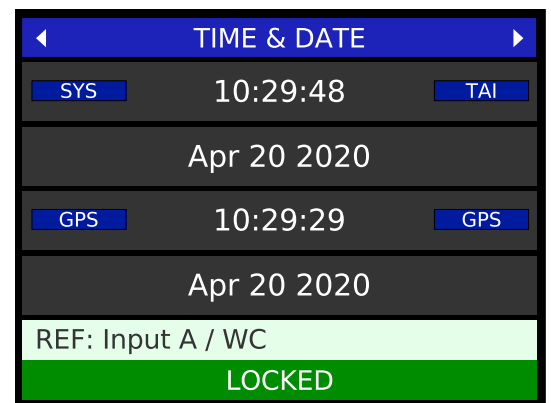 TIME & DATE
SYS 10:29:48 TAI
Apr 20 2020
GPS 10:29:29 GPS
Apr 20 2020
REF: Input A / WC
LOCKED